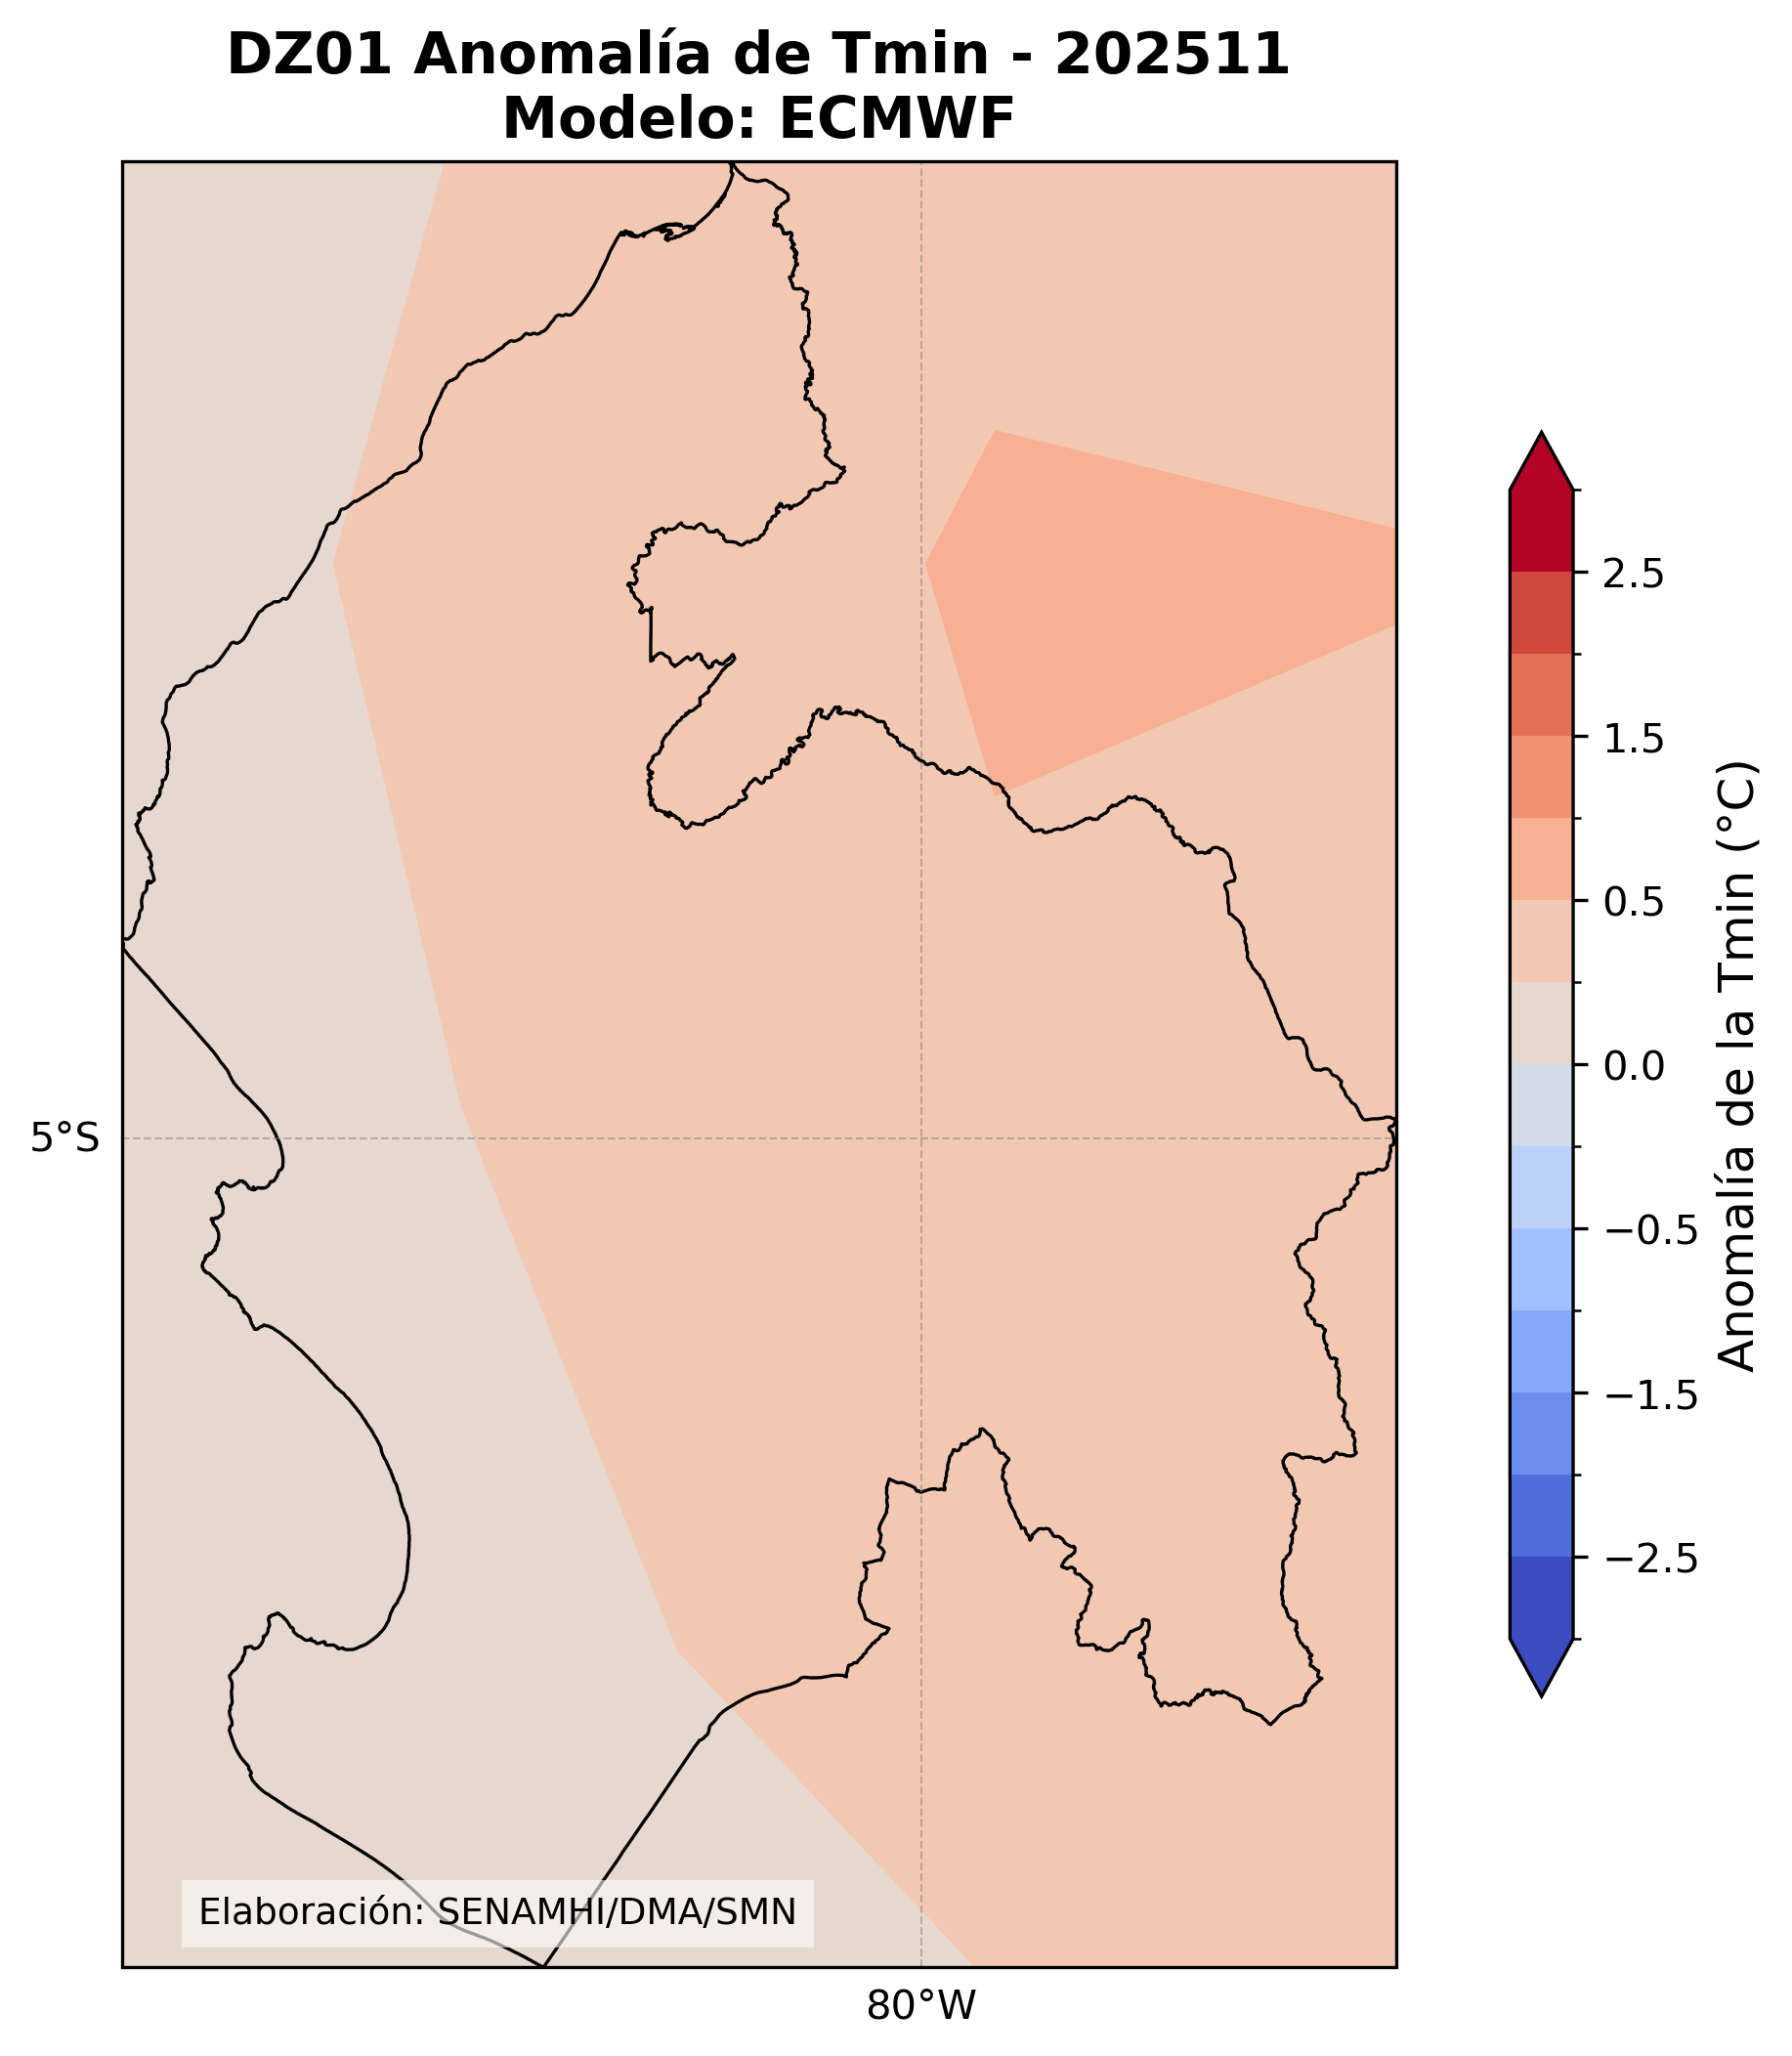 DZ01 Anomalía de Tmin - 202511
Modelo: ECMWF
2.5
1.5
0.5
0.0
−0.5
−1.5
−2.5
Anomalía de la Tmin (°C)
5°S
80°W
Elaboración: SENAMHI/DMA/SMN